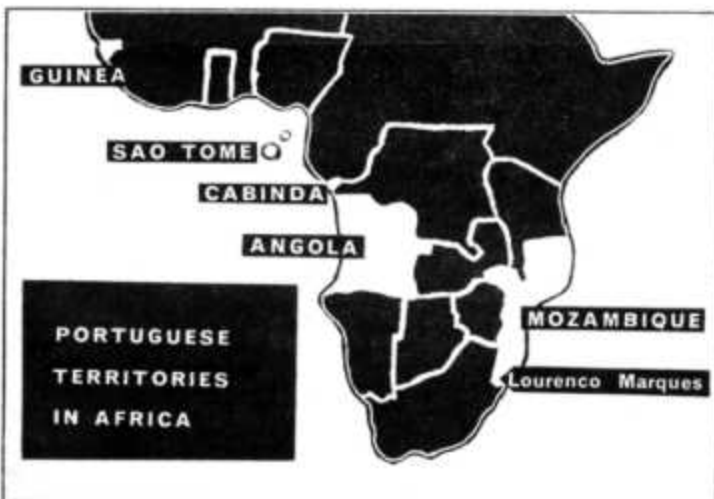 GUINEA
SAO TOME
CABINDA
ANGOLA
MOZAMBIQUE
Lourenco Marques
PORTUGUESE
TERRITORIES
IN AFRICA